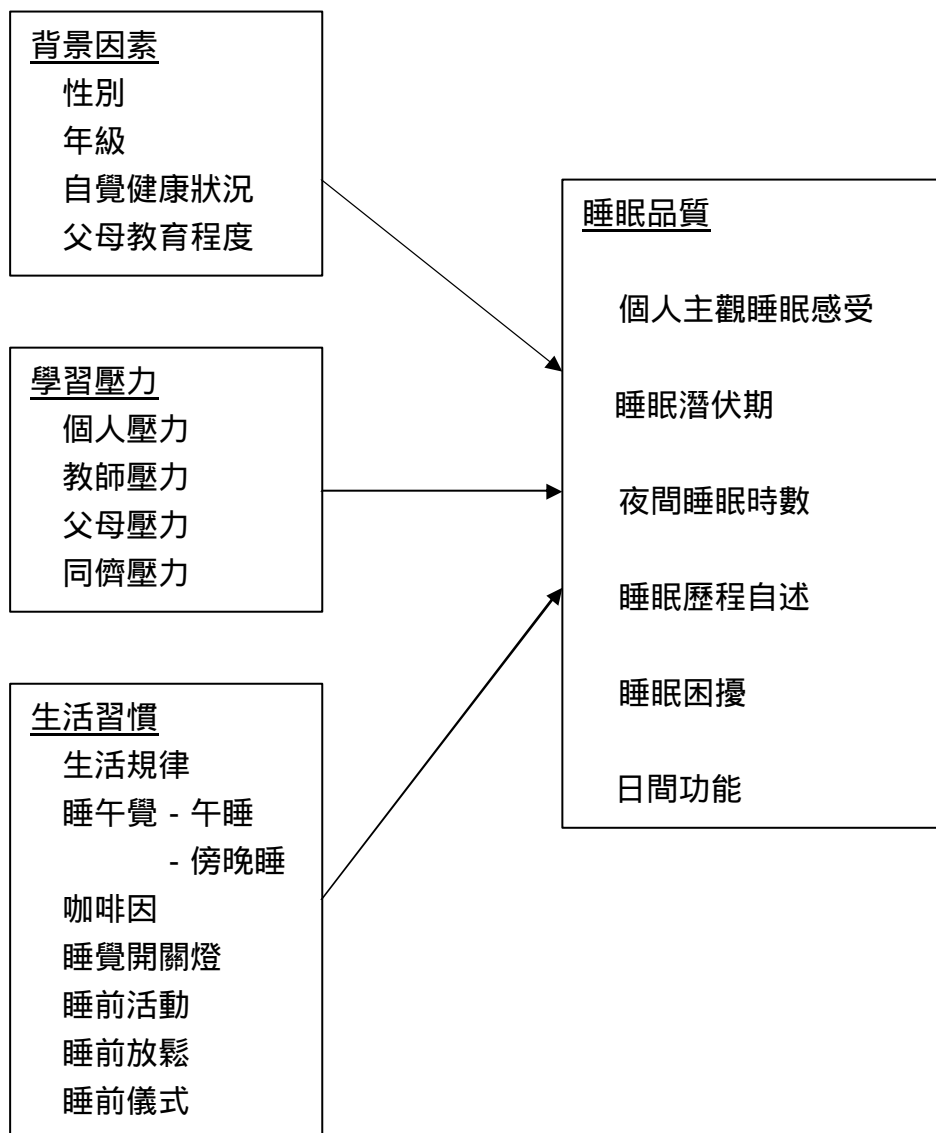 背景因素
性別
年級
自覺健康狀況
父母教育程度
學習壓力
個人壓力
教師壓力
父母壓力
同儕壓力
生活習慣
生活規律
睡午覺 - 午睡
- 傍晚睡
咖啡因
睡覺開關燈
睡前活動
睡前放鬆
睡前儀式
睡眠品質
個人主觀睡眠感受
睡眠潛伏期
夜間睡眠時數
睡眠歷程自述
睡眠困擾
日間功能